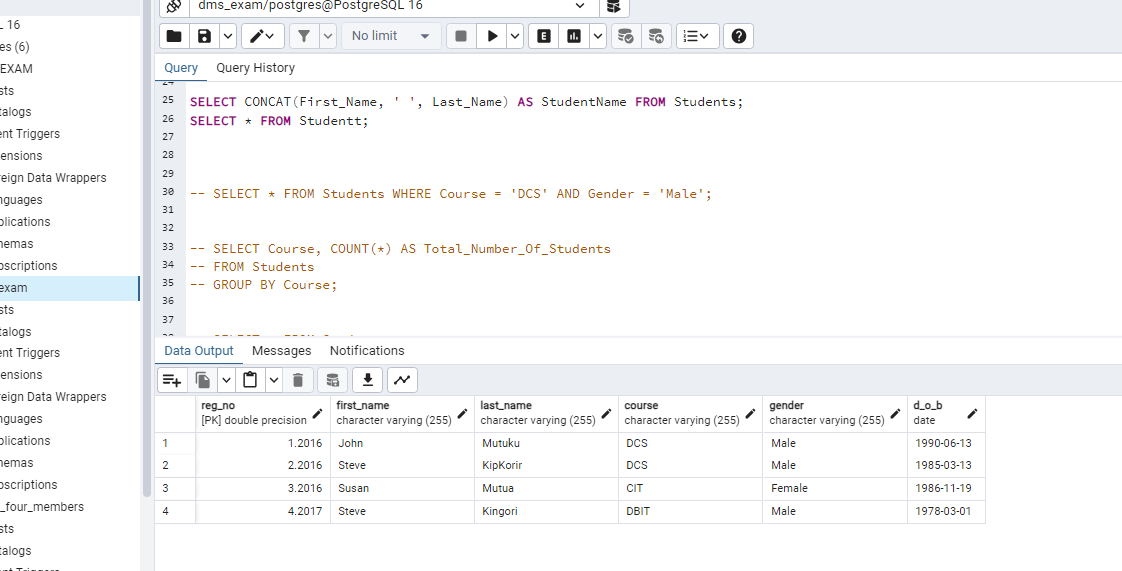 dms_exam/postgres@PostgreSQL 16
L 16
es (6)
EXAM
sts
talogs
ent Triggers
ensions
reign Data Wrappers
nguages
blications
hemas
bscriptions
exam
sts
talogs
ent Triggers
ensions
reign Data Wrappers
nguages
blications
hemas
bscriptions
_four_members
sts
talogs
No limit
E
Query Query History
24
25 SELECT CONCAT(First_Name, ' ', Last_Name) AS StudentName FROM Students;
26 SELECT * FROM Studentt;
27
28
29
30 -- SELECT * FROM Students WHERE Course = 'DCS' AND Gender = 'Male';
31
32
33 -- SELECT Course, COUNT(*) AS Total_Number_Of_Students
34 -- FROM Students
35 -- GROUP BY Course;
36
37
Data Output Messages Notifications
reg_no first_name last_name course gender d_o_b
[PK] double precision character varying (255) character varying (255) character varying (255) character varying (255) date
1 1.2016 John Mutuku DCS Male 1990-06-13
2 2.2016 Steve KipKorir DCS Male 1985-03-13
3 3.2016 Susan Mutua CIT Female 1986-11-19
4 4.2017 Steve Kingori DBIT Male 1978-03-01